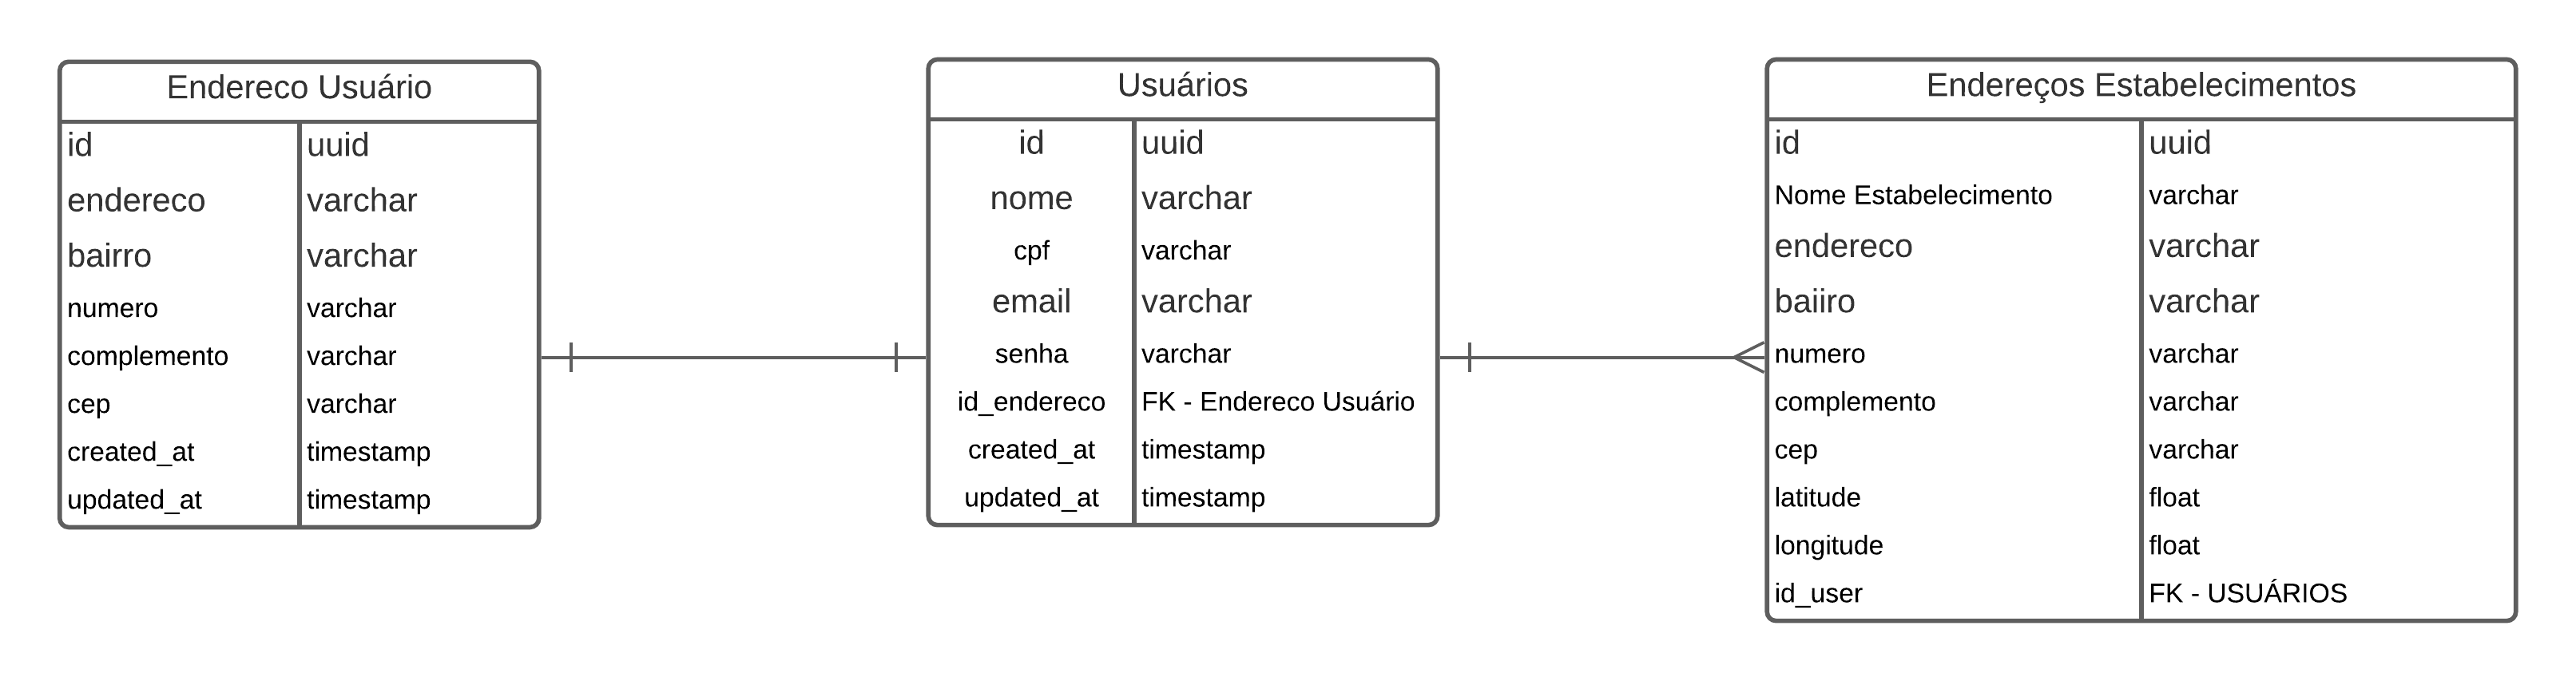 Endereco Usuário
id uuid
endereco varchar
bairro varchar
numero varchar
complemento varchar
cep varchar
created_at timestamp
updated_at timestamp
Usuários
id uuid
nome varchar
cpf varchar
email varchar
senha varchar
id_endereco FK - Endereco Usuário
created_at timestamp
updated_at timestamp
Endereços Estabelecimentos
id uuid
Nome Estabelecimento varchar
endereco varchar
baiiro varchar
numero varchar
complemento varchar
cep varchar
latitude float
longitude float
id_user FK - USUÁRIOS